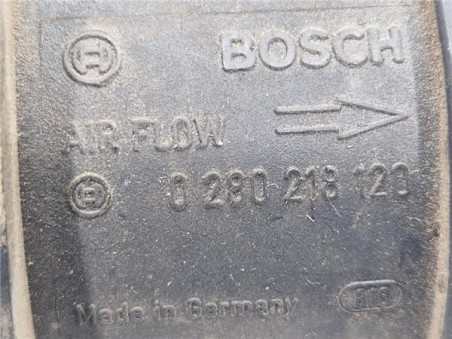 BOSCH
AIR FLOW
0 280 218 120
Made in Germany